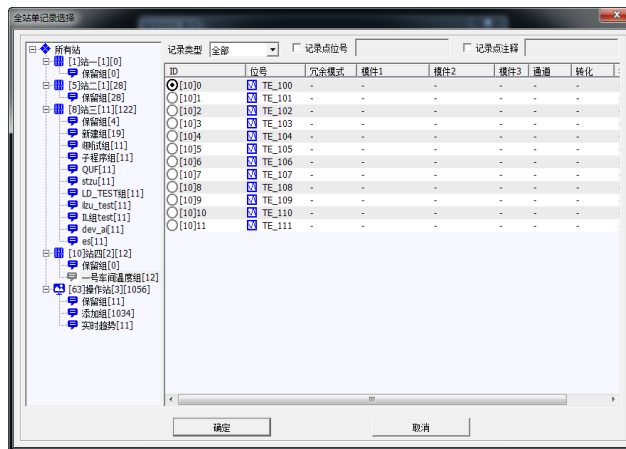 全站单记录选择
所有站
[1]站一[1][0]
保留组[0]
[5]站二[1][28]
保留组[28]
[8]站三[11][122]
保留组[4]
新建组[19]
测试组[11]
子程序组[11]
QUF[11]
stzu[11]
LD_TEST组[11]
ilzu_test[11]
IL组test[11]
dev_ai[11]
es[11]
[10]站四[2][12]
保留组[0]
一号车间温度组[12]
[63]操作站[3][1056]
保留组[11]
添加组[1034]
实时趋势[11]
记录类型 全部 记录点位号 记录点注释
ID 位号 冗余模式 模件1 模件2 模件3 通道 转化
[10]0 TE_100 - - - - - -
[10]1 TE_101 - - - - - -
[10]2 TE_102 - - - - - -
[10]3 TE_103 - - - - - -
[10]4 TE_104 - - - - - -
[10]5 TE_105 - - - - - -
[10]6 TE_106 - - - - - -
[10]7 TE_107 - - - - - -
[10]8 TE_108 - - - - - -
[10]9 TE_109 - - - - - -
[10]10 TE_110 - - - - - -
[10]11 TE_111 - - - - - -
确定 取消